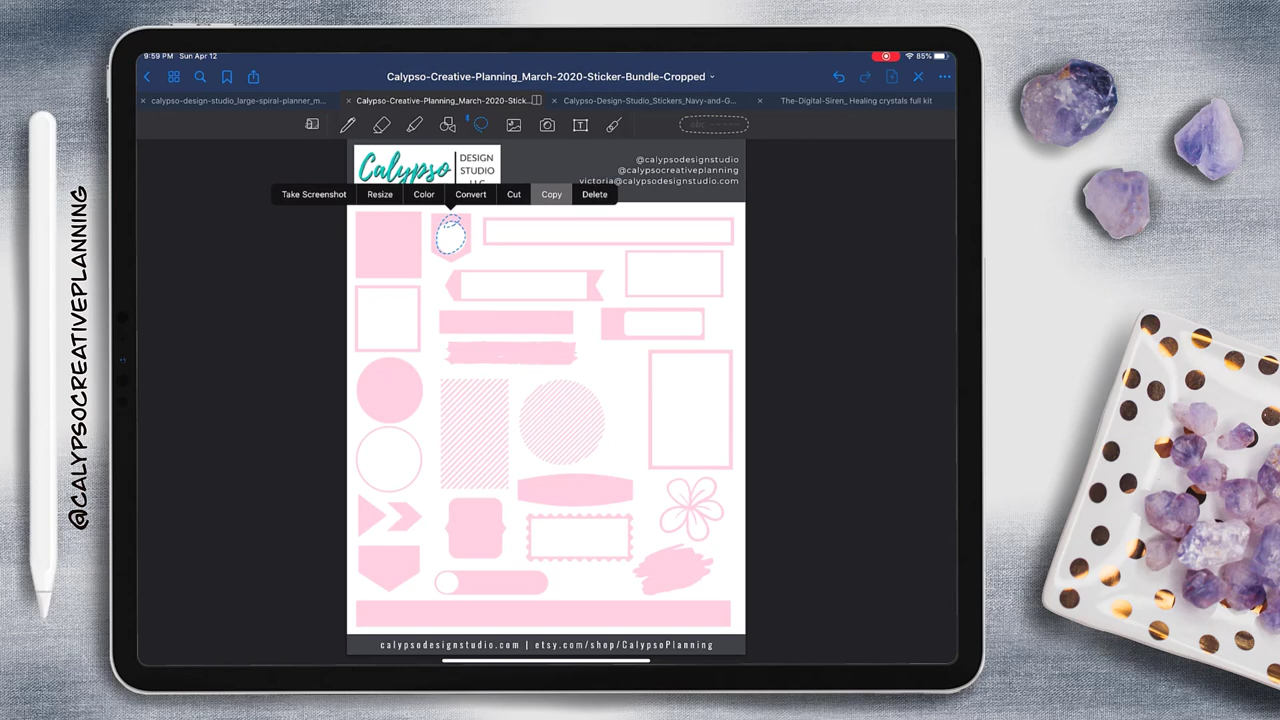 9:59 PM Sun Apr 12
85%
Calypso-Creative-Planning_March-2020-Sticker-Bundle-Cropped
calypso-design-studio_large-spiral-planner_m...
Calypso-Creative-Planning_March-2020-Stick...
Calypso-Design-Studio_Stickers_Navy-and-G...
The-Digital-Siren_ Healing crystals full kit
Calypso
DESIGN
STUDIO
LLC
@calypsodesignstudio
@calypsocreativeplanning
victoria@calypsodesignstudio.com
Take Screenshot
Resize
Color
Convert
Cut
Copy
Delete
calypsodesignstudio.com | etsy.com/shop/CalypsoPlanning
@CALYPSOCREATIVEPLANNING